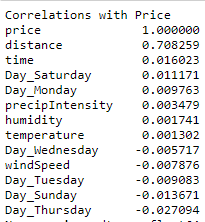 Correlations with Price
price 1.000000
distance 0.708259
time 0.016023
Day_Saturday 0.011171
Day_Monday 0.009763
precipIntensity 0.003479
humidity 0.001741
temperature 0.001302
Day_Wednesday -0.005717
windSpeed -0.007876
Day_Tuesday -0.009083
Day_Sunday -0.013671
Day_Thursday -0.027094